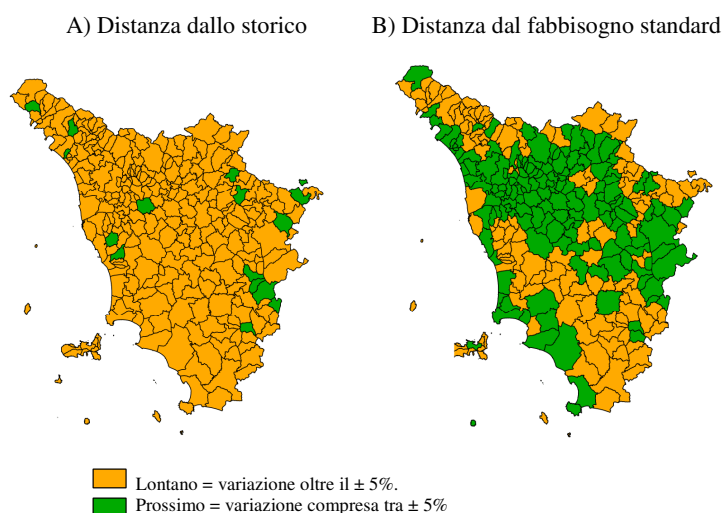 A) Distanza dallo storico
B) Distanza dal fabbisogno standard
Lontano = variazione oltre il ± 5%.
Prossimo = variazione compresa tra ± 5%